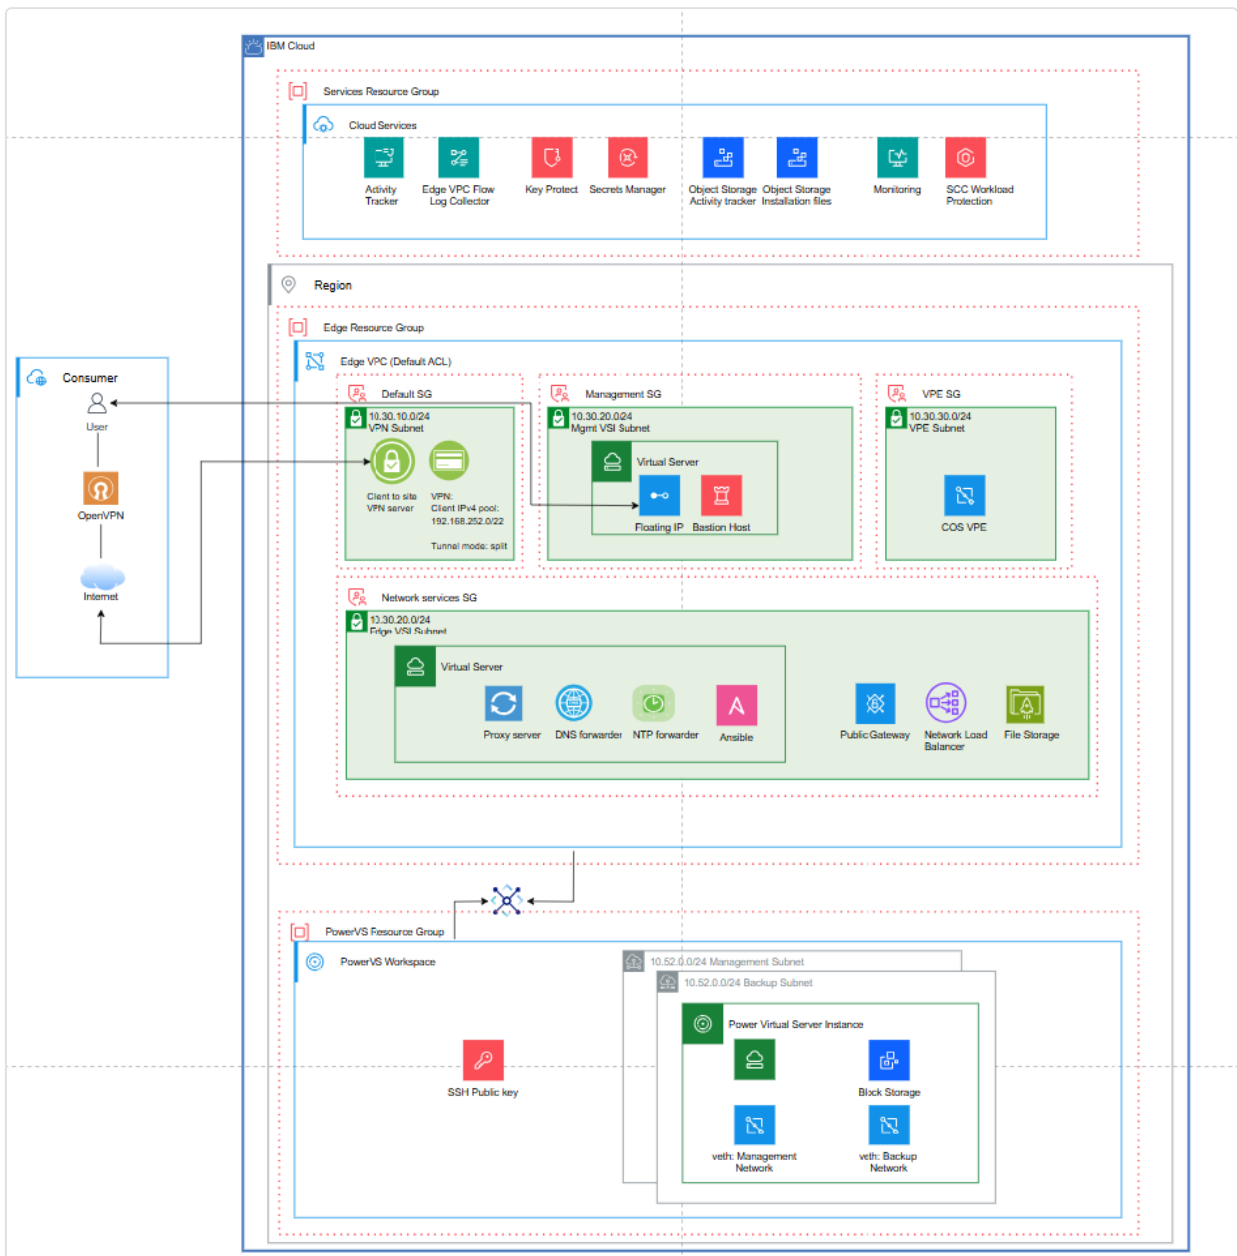 IBM Cloud
Services Resource Group
Cloud Services
Activity
Tracker
Edge VPC Flow
Log Collector
Key Protect
Secrets Manager
Object Storage
Activity tracker
Object Storage
Installation files
Monitoring
SCC Workload
Protection
Region
Edge Resource Group
Edge VPC (Default ACL)
Consumer
User
OpenVPN
Internet
Default SG
10.30.10.0/24
VPN Subnet
Client to site
VPN server
VPN:
Client IPv4 pool:
192.168.252.0/22
Tunnel mode: split
Management SG
10.30.20.0/24
Mgmt VSI Subnet
Virtual Server
Floating IP
Bastion Host
VPE SG
10.30.30.0/24
VPE Subnet
COS VPE
Network services SG
10.30.20.0/24
Edge VSI Subnet
Virtual Server
Proxy server
DNS forwarder
NTP forwarder
Ansible
Public Gateway
Network Load
Balancer
File Storage
PowerVS Resource Group
PowerVS Workspace
SSH Public key
10.52.0.0/24 Management Subnet
10.52.0.0/24 Backup Subnet
Power Virtual Server Instance
Block Storage
veth: Management
Network
veth: Backup
Network